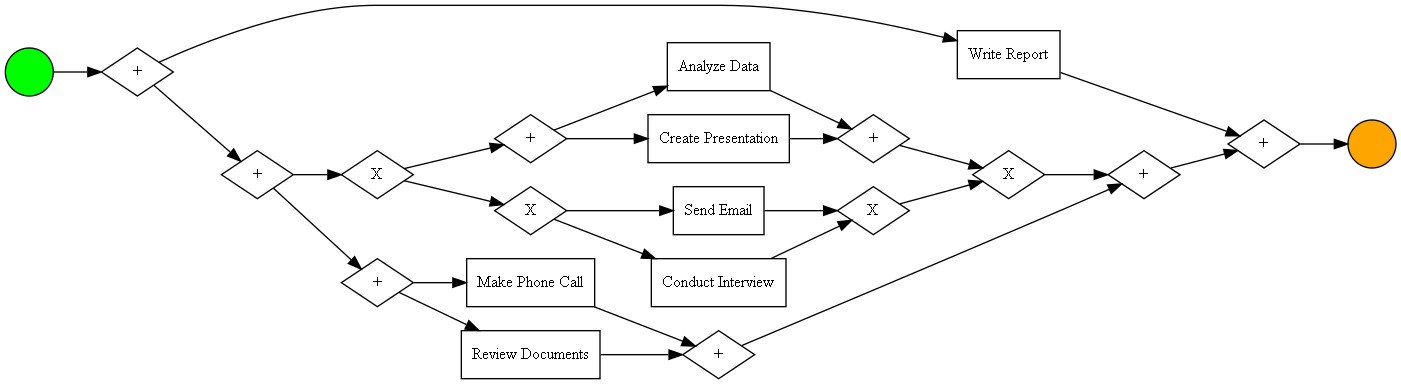 Write Report
+
Analyze Data
+
Create Presentation
+
+
+
X
X
+
X
Send Email
X
+
Make Phone Call
Conduct Interview
Review Documents
+